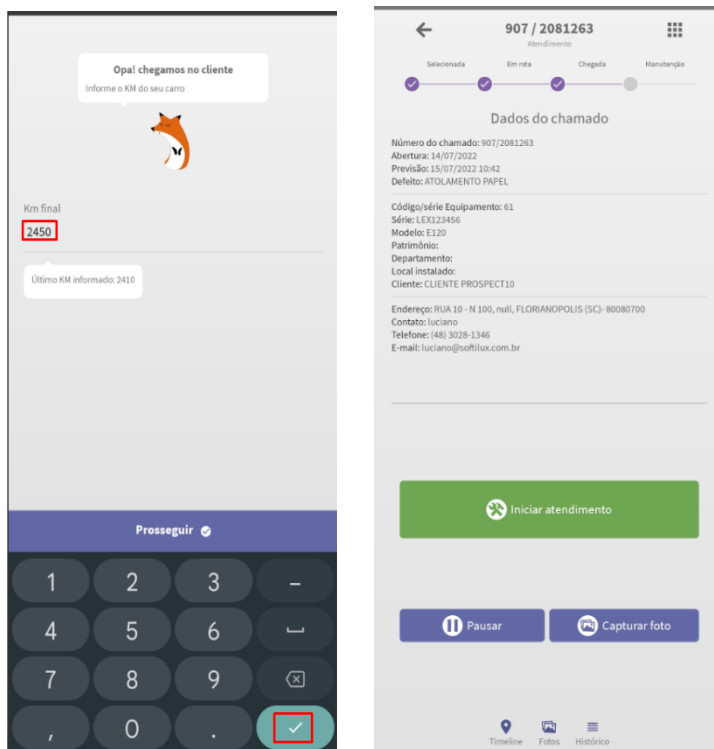 Opa! chegamos no cliente
Informe o KM do seu carro
Km final
2450
Último KM informado: 2410
Prosseguir
1 2 3 –
4 5 6
7 8 9
, 0 .
907 / 2081263
Atendimento
Selecionada Em rota Chegada Manutenção
Dados do chamado
Número do chamado: 907/2081263
Abertura: 14/07/2022
Previsão: 15/07/2022 10:42
Defeito: ATOLAMENTO PAPEL
Código/série Equipamento: 61
Série: LEX123456
Modelo: E120
Patrimônio:
Departamento:
Local instalado:
Cliente: CLIENTE PROSPECT10
Endereço: RUA 10 - N 100, null, FLORIANOPOLIS (SC)- 80080700
Contato: luciano
Telefone: (48) 3028-1346
E-mail: luciano@softilux.com.br
Iniciar atendimento
Pausar
Capturar foto
Timeline Fotos Histórico